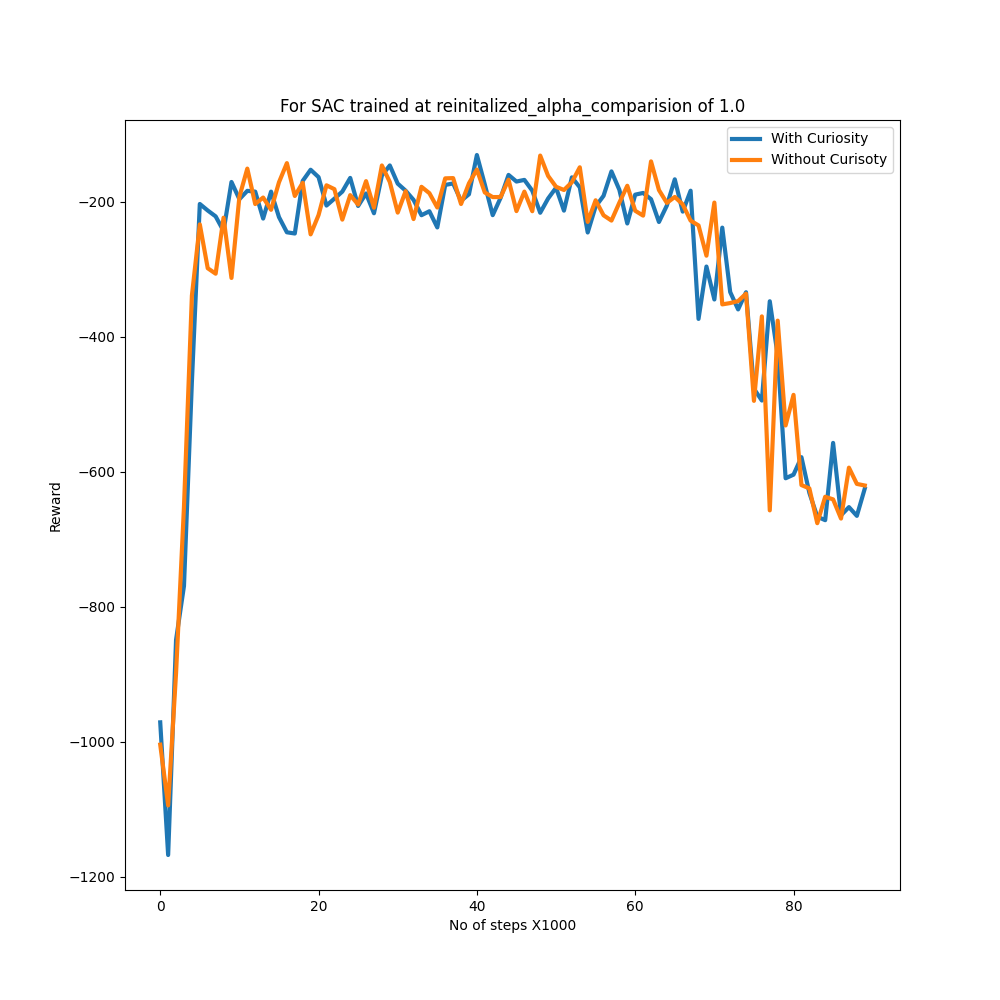 For SAC trained at reinitalized_alpha_comparision of 1.0
With Curiosity
Without Curisoty
−200
−400
−600
−800
−1000
−1200
Reward
0 20 40 60 80
No of steps X1000